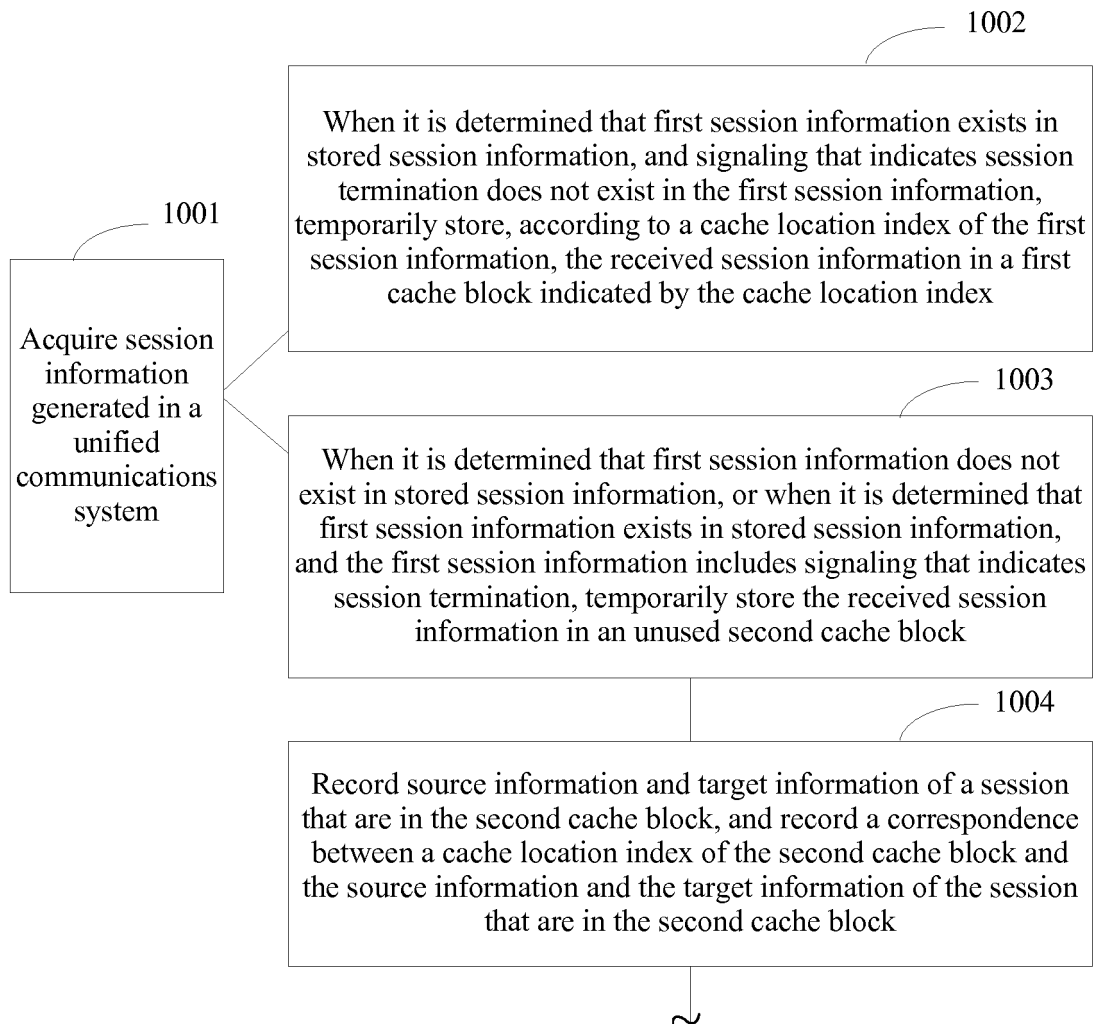 1001
Acquire session
information
generated in a
unified
communications
system
1002
When it is determined that first session information exists in
stored session information, and signaling that indicates session
termination does not exist in the first session information,
temporarily store, according to a cache location index of the first
session information, the received session information in a first
cache block indicated by the cache location index
1003
When it is determined that first session information does not
exist in stored session information, or when it is determined that
first session information exists in stored session information,
and the first session information includes signaling that indicates
session termination, temporarily store the received session
information in an unused second cache block
1004
Record source information and target information of a session
that are in the second cache block, and record a correspondence
between a cache location index of the second cache block and
the source information and the target information of the session
that are in the second cache block